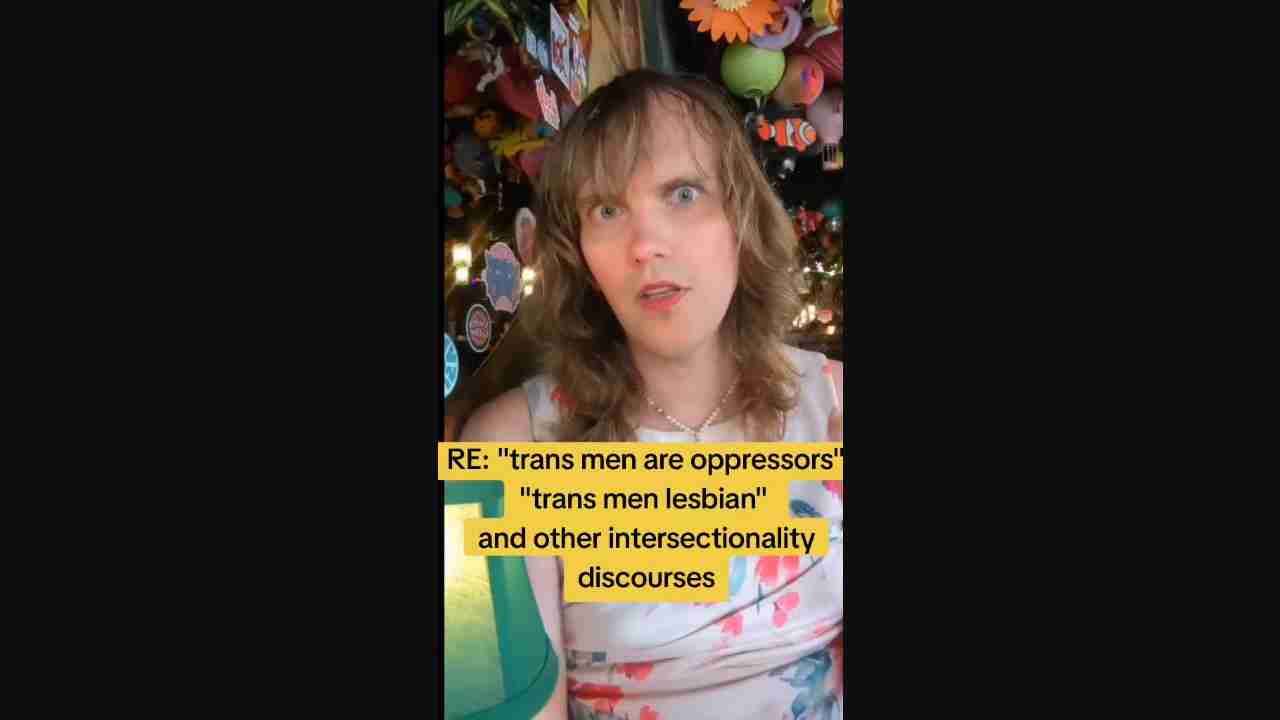 RE: "trans men are oppressors"
"trans men lesbian"
and other intersectionality
discourses